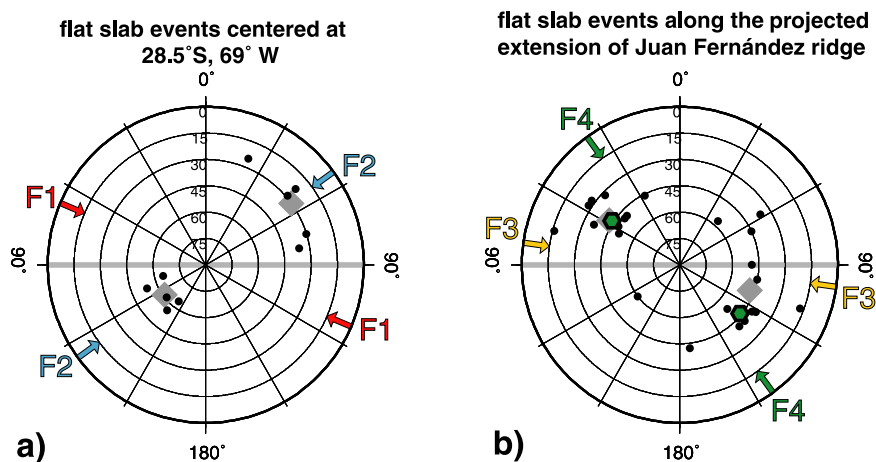 flat slab events centered at
28.5˚S, 69˚ W
0˚
0
15
30
45
60
75
F1
F2
90˚
90˚
F1
F2
180˚
a)
flat slab events along the projected
extension of Juan Fernández ridge
0˚
0
15
30
45
60
75
F4
F3
90˚
90˚
F3
F4
180˚
b)